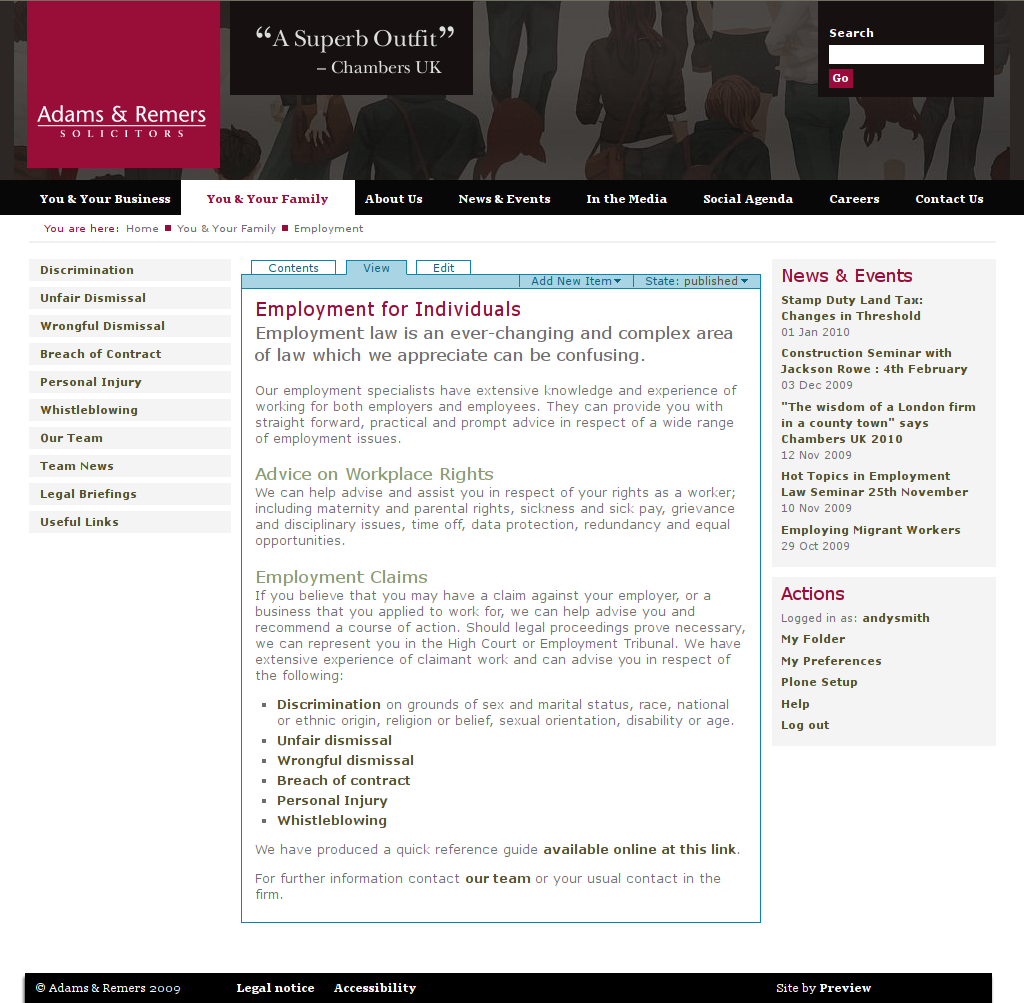 “A Superb Outfit”
– Chambers UK
Search
Go
Adams & Remers
SOLICITORS
You & Your Business You & Your Family About Us News & Events In the Media Social Agenda Careers Contact Us
You are here: Home You & Your Family Employment
Discrimination
Unfair Dismissal
Wrongful Dismissal
Breach of Contract
Personal Injury
Whistleblowing
Our Team
Team News
Legal Briefings
Useful Links
Contents View Edit
Add New Item State: published
Employment for Individuals
Employment law is an ever-changing and complex area
of law which we appreciate can be confusing.
Our employment specialists have extensive knowledge and experience of
working for both employers and employees. They can provide you with
straight forward, practical and prompt advice in respect of a wide range
of employment issues.
Advice on Workplace Rights
We can help advise and assist you in respect of your rights as a worker;
including maternity and parental rights, sickness and sick pay, grievance
and disciplinary issues, time off, data protection, redundancy and equal
opportunities.
Employment Claims
If you believe that you may have a claim against your employer, or a
business that you applied to work for, we can help advise you and
recommend a course of action. Should legal proceedings prove necessary,
we can represent you in the High Court or Employment Tribunal. We have
extensive experience of claimant work and can advise you in respect of
the following:
Discrimination on grounds of sex and marital status, race, national
or ethnic origin, religion or belief, sexual orientation, disability or age.
Unfair dismissal
Wrongful dismissal
Breach of contract
Personal Injury
Whistleblowing
We have produced a quick reference guide available online at this link.
For further information contact our team or your usual contact in the
firm.
News & Events
Stamp Duty Land Tax:
Changes in Threshold
01 Jan 2010
Construction Seminar with
Jackson Rowe : 4th February
03 Dec 2009
"The wisdom of a London firm
in a county town" says
Chambers UK 2010
12 Nov 2009
Hot Topics in Employment
Law Seminar 25th November
10 Nov 2009
Employing Migrant Workers
29 Oct 2009
Actions
Logged in as: andysmith
My Folder
My Preferences
Plone Setup
Help
Log out
© Adams & Remers 2009 Legal notice Accessibility Site by Preview